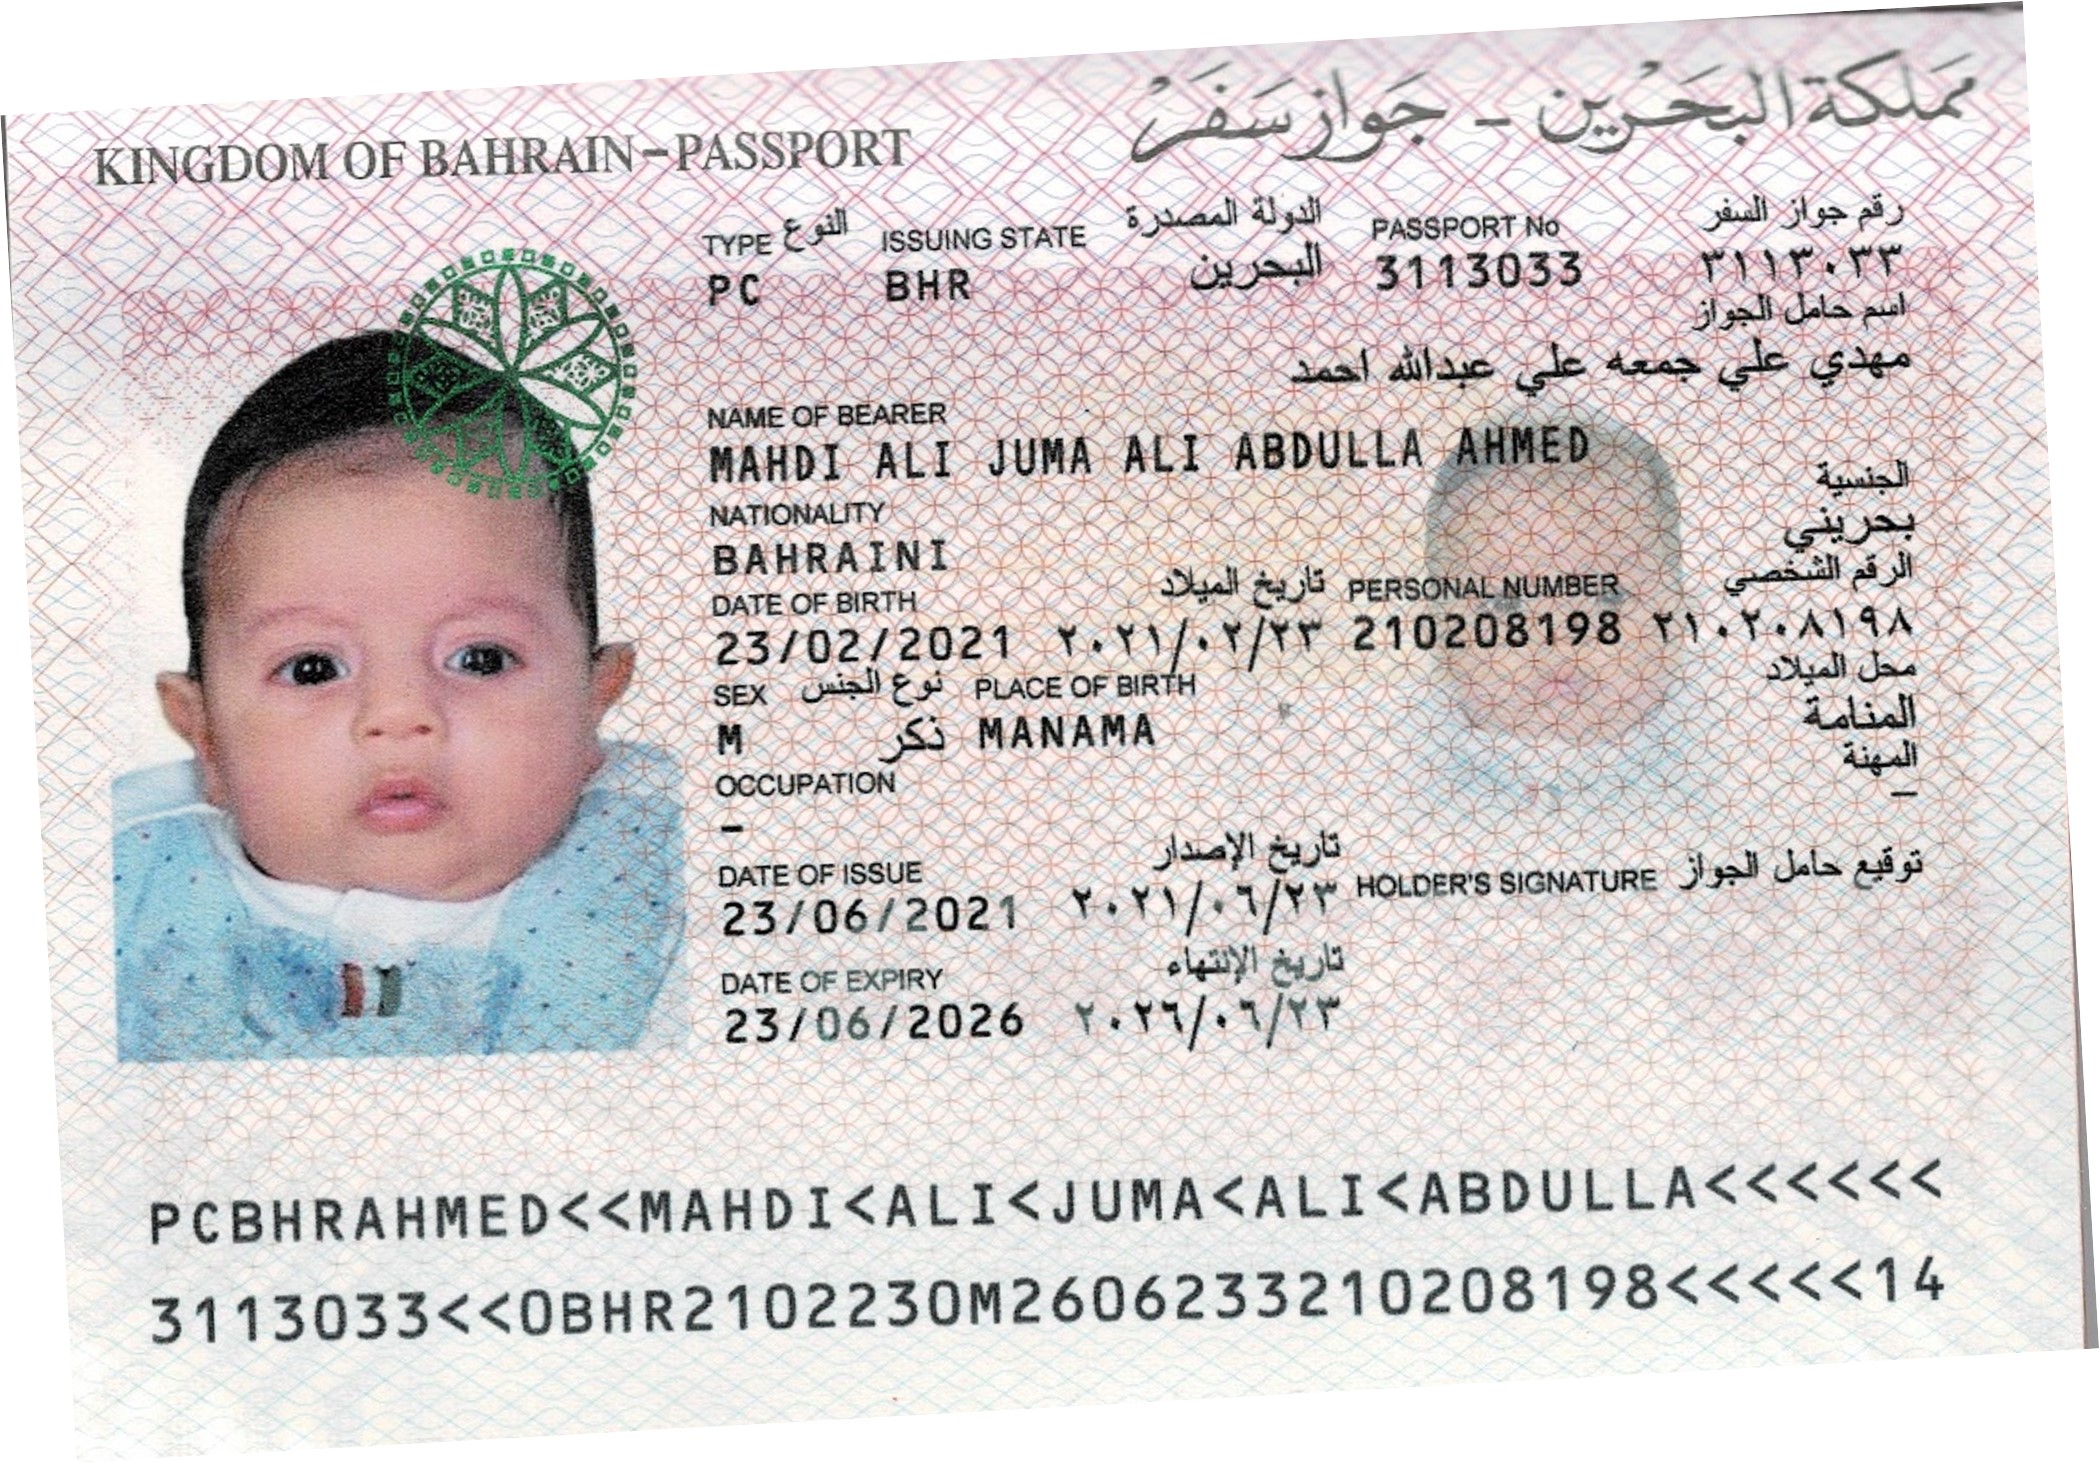 KINGDOM OF BAHRAIN-PASSPORT مملكة البحرين - جواز سفر
TYPE النوع ISSUING STATE الدولة المصدرة PASSPORT No رقم جواز السفر
PC BHR البحرين 3113033 ٣١١٣٠٣٣
اسم حامل الجواز
مهدي علي جمعه علي عبدالله احمد
NAME OF BEARER
MAHDI ALI JUMA ALI ABDULLA AHMED
الجنسية
NATIONALITY
بحريني
BAHRAINI
DATE OF BIRTH تاريخ الميلاد PERSONAL NUMBER الرقم الشخصي
23/02/2021 ٢٠٢١/٠٢/٢٣ 210208198 ٢١٠٢٠٨١٩٨
SEX نوع الجنس PLACE OF BIRTH محل الميلاد
M ذكر MANAMA المنامة
OCCUPATION المهنة
– –
DATE OF ISSUE تاريخ الإصدار HOLDER'S SIGNATURE توقيع حامل الجواز
23/06/2021 ٢٠٢١/٠٦/٢٣
DATE OF EXPIRY تاريخ الإنتهاء
23/06/2026 ٢٠٢٦/٠٦/٢٣
PCBHRAHMED<<MAHDI<ALI<JUMA<ALI<ABDULLA<<<<<<
3113033<<0BHR2102230M2606233210208198<<<<<14